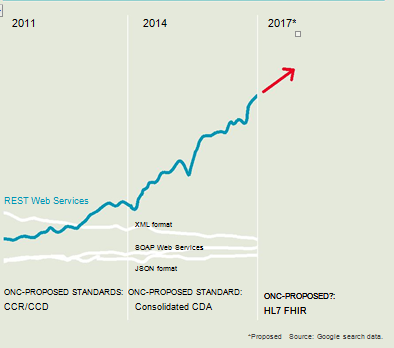 2011 2014 2017*
REST Web Services
XML format
SOAP Web Services
JSON format
ONC-PROPOSED STANDARDS: ONC-PROPOSED STANDARD: ONC-PROPOSED?:
CCR/CCD Consolidated CDA HL7 FHIR
*Proposed Source: Google search data.